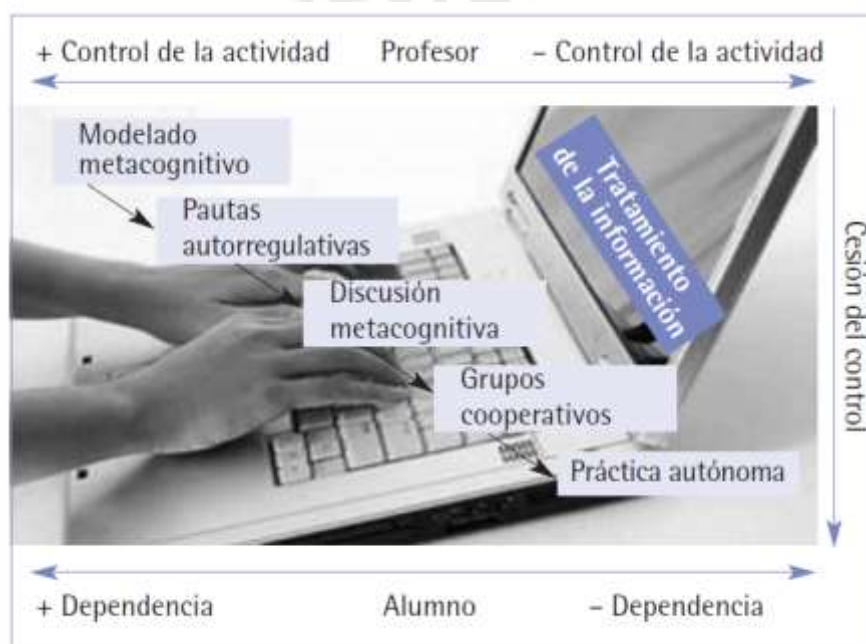 + Control de la actividad Profesor – Control de la actividad
Modelado
metacognitivo
Pautas
autorregulativas
Discusión
metacognitiva
Grupos
cooperativos
Práctica autónoma
Tratamiento
de la información
Cesión del control
+ Dependencia Alumno – Dependencia